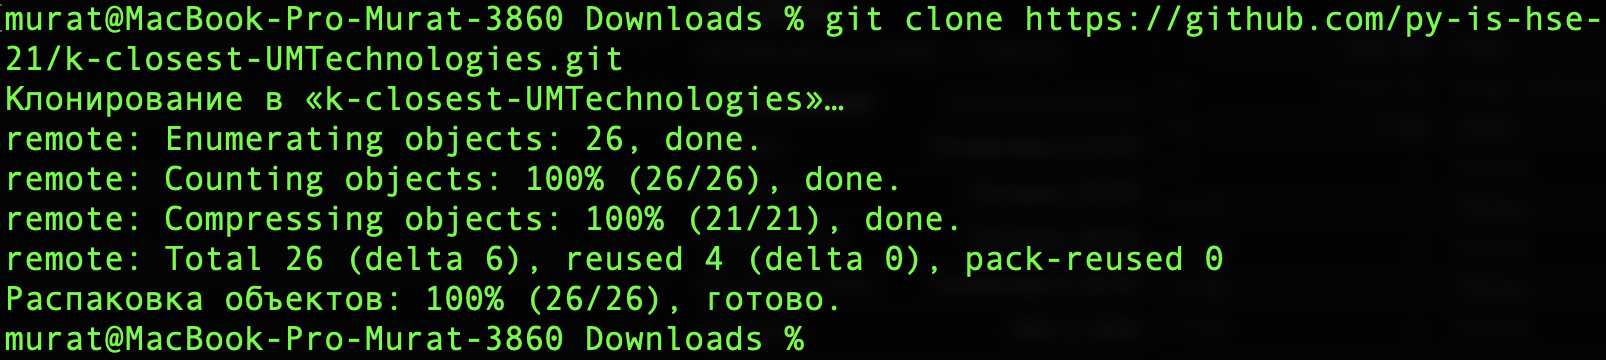 murat@MacBook-Pro-Murat-3860 Downloads % git clone https://github.com/py-is-hse-
21/k-closest-UMTechnologies.git
Клонирование в «k-closest-UMTechnologies»…
remote: Enumerating objects: 26, done.
remote: Counting objects: 100% (26/26), done.
remote: Compressing objects: 100% (21/21), done.
remote: Total 26 (delta 6), reused 4 (delta 0), pack-reused 0
Распаковка объектов: 100% (26/26), готово.
murat@MacBook-Pro-Murat-3860 Downloads %